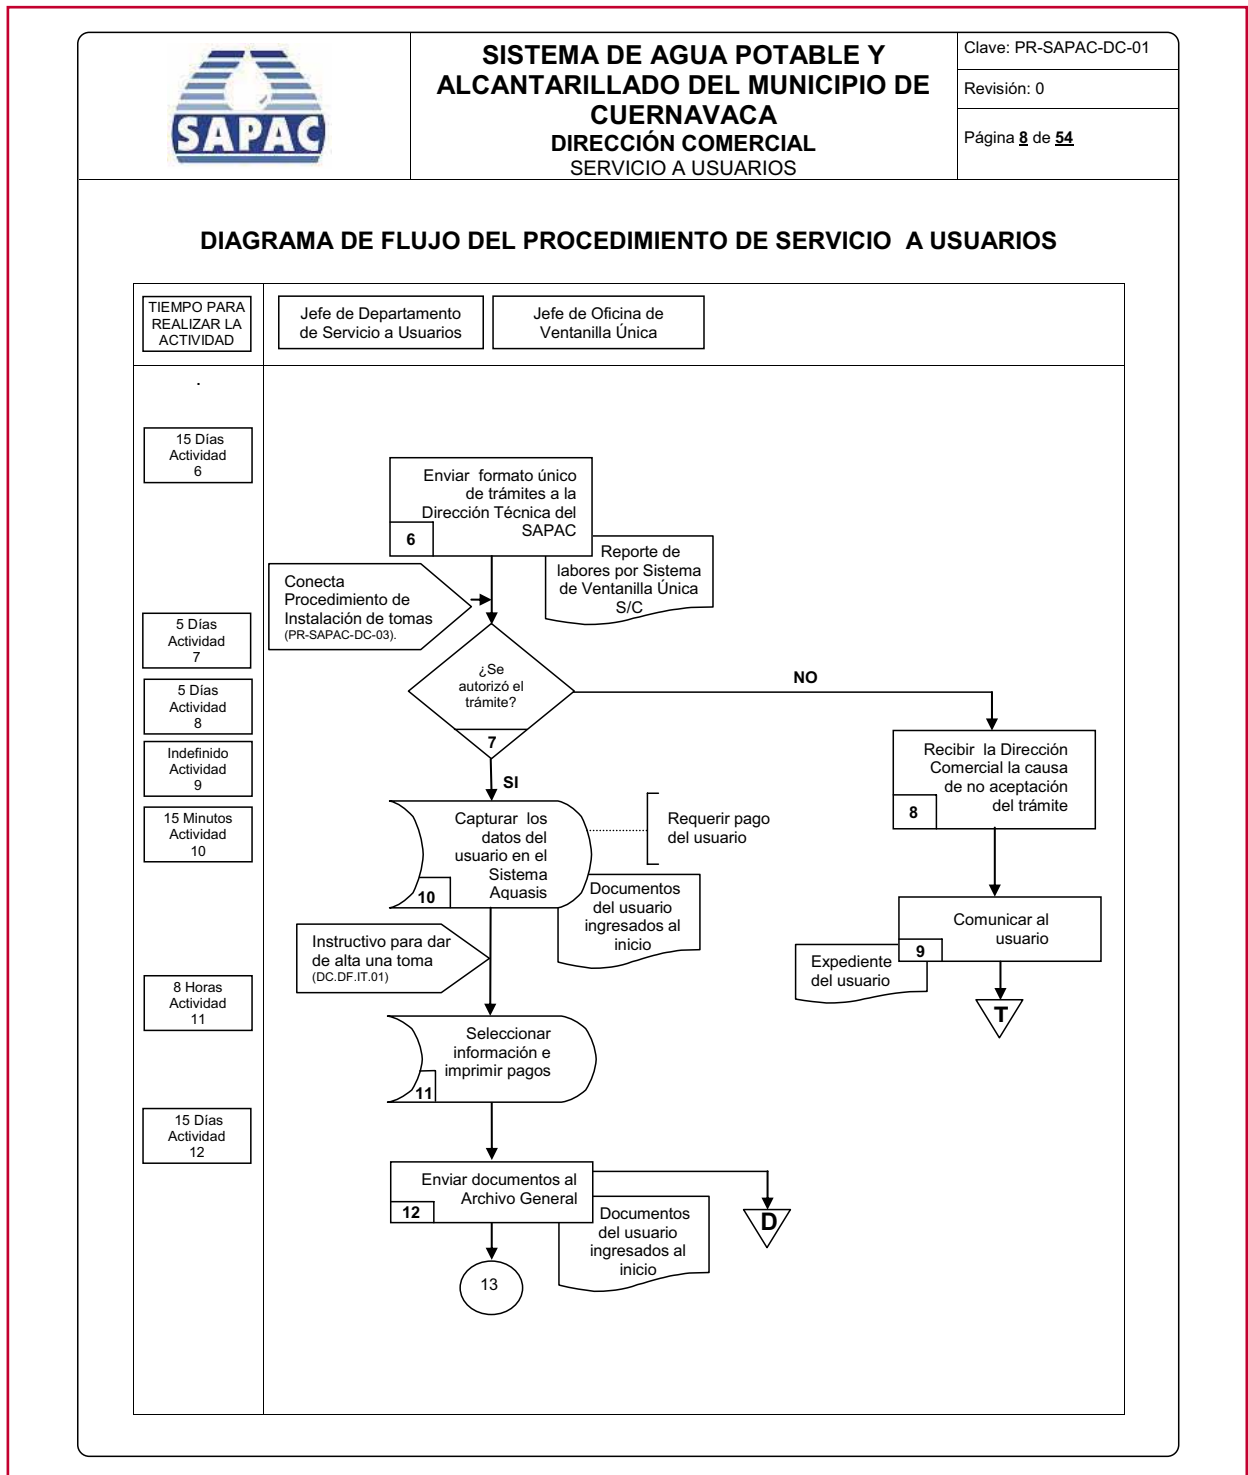 SAPAC
SISTEMA DE AGUA POTABLE Y
ALCANTARILLADO DEL MUNICIPIO DE
CUERNAVACA
DIRECCIÓN COMERCIAL
SERVICIO A USUARIOS
Clave: PR-SAPAC-DC-01
Revisión: 0
Página 8 de 54
DIAGRAMA DE FLUJO DEL PROCEDIMIENTO DE SERVICIO A USUARIOS
TIEMPO PARA
REALIZAR LA
ACTIVIDAD
Jefe de Departamento
de Servicio a Usuarios
Jefe de Oficina de
Ventanilla Única
.
15 Días
Actividad
6
Enviar formato único
de trámites a la
Dirección Técnica del
SAPAC
6
Reporte de
labores por Sistema
de Ventanilla Única
S/C
Conecta
Procedimiento de
Instalación de tomas
(PR-SAPAC-DC-03).
5 Días
Actividad
7
¿Se
autorizó el
trámite?
7
NO
SI
5 Días
Actividad
8
Recibir la Dirección
Comercial la causa
de no aceptación
del trámite
8
Indefinido
Actividad
9
15 Minutos
Actividad
10
Capturar los
datos del
usuario en el
Sistema
Aquasis
10
Requerir pago
del usuario
Documentos
del usuario
ingresados al
inicio
Comunicar al
usuario
9
Expediente
del usuario
T
Instructivo para dar
de alta una toma
(DC.DF.IT.01)
8 Horas
Actividad
11
Seleccionar
información e
imprimir pagos
11
15 Días
Actividad
12
Enviar documentos al
Archivo General
12
Documentos
del usuario
ingresados al
inicio
D
13